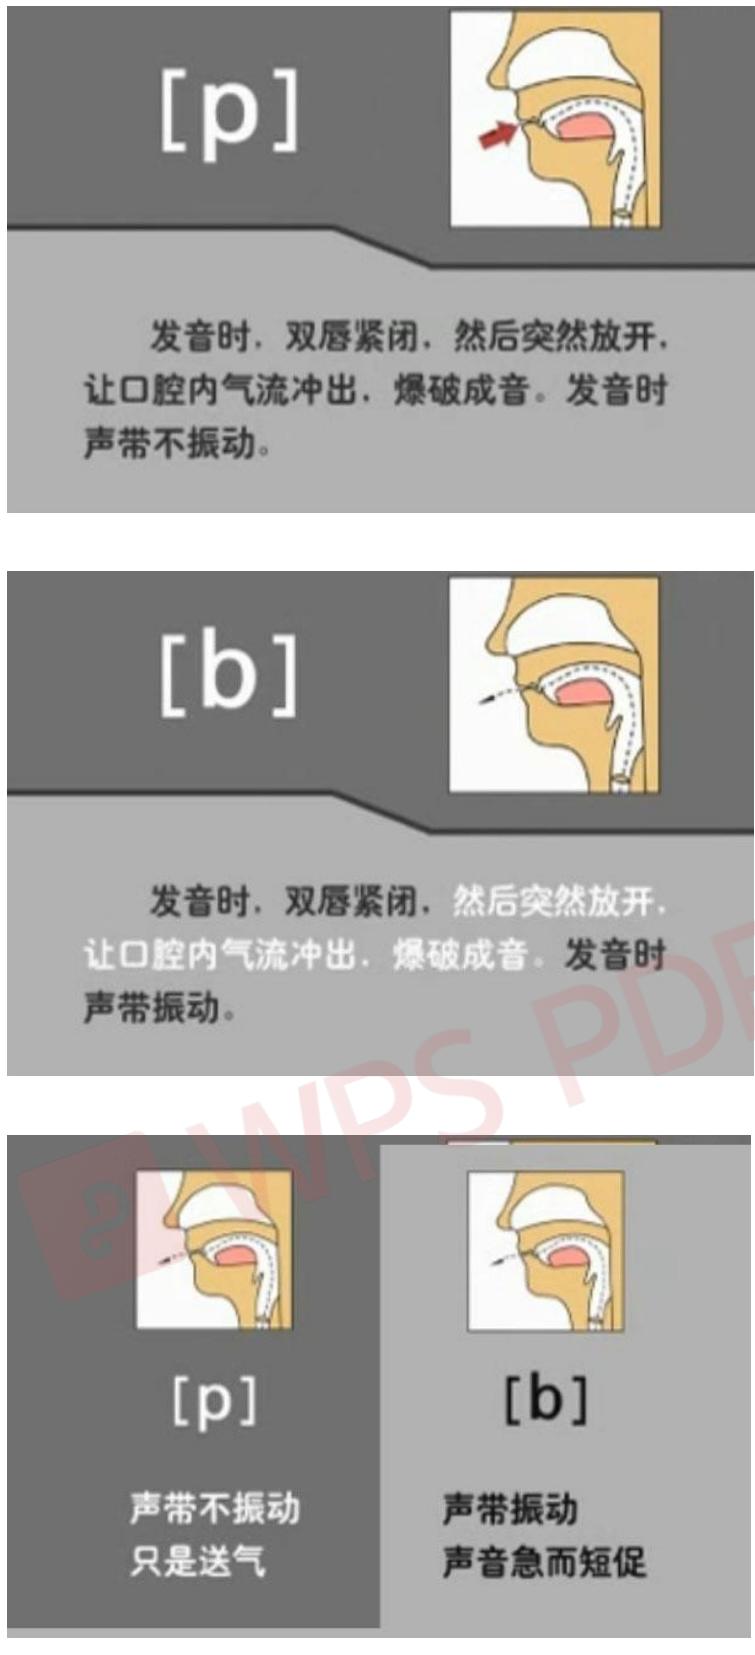 [p]
发音时，双唇紧闭，然后突然放开，
让口腔内气流冲出，爆破成音。发音时
声带不振动。
[b]
发音时，双唇紧闭，然后突然放开，
让口腔内气流冲出，爆破成音。发音时
声带振动。
WPS PDF
[p]
声带不振动
只是送气
[b]
声带振动
声音急而短促